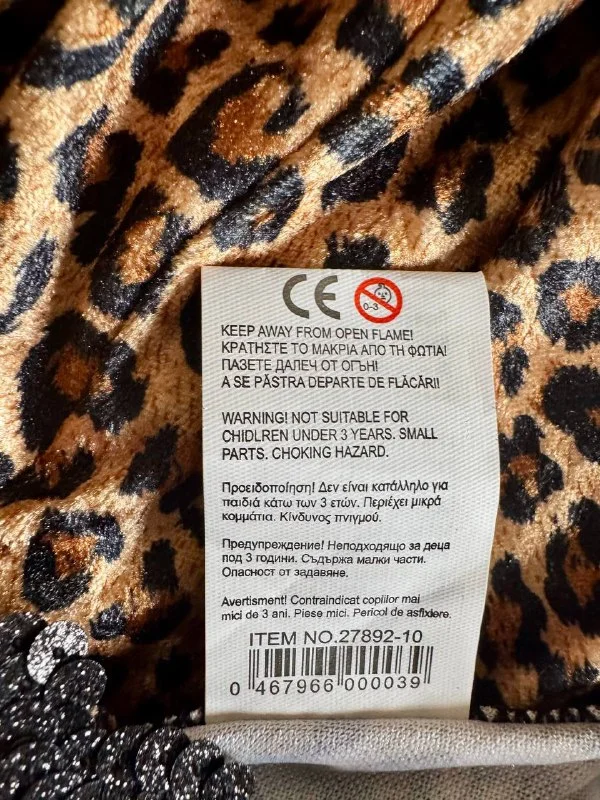 CE
0-3
KEEP AWAY FROM OPEN FLAME!
ΚΡΑΤΗΣΤΕ ΤΟ ΜΑΚΡΙΑ ΑΠΟ ΤΗ ΦΩΤΙΑ!
ПАЗЕТЕ ДАЛЕЧ ОТ ОГЪН!
A SE PĂSTRA DEPARTE DE FLĂCĂRI!
WARNING! NOT SUITABLE FOR
CHIDLREN UNDER 3 YEARS. SMALL
PARTS. CHOKING HAZARD.
Προειδοποίηση! Δεν είναι κατάλληλο για
παιδιά κάτω των 3 ετών. Περιέχει μικρά
κομμάτια. Κίνδυνος πνιγμού.
Предупреждение! Неподходящо за деца
под 3 години. Съдържа малки части.
Опасност от задавяне.
Avertisment! Contraindicat copiilor mai
mici de 3 ani. Piese mici. Pericol de asfixiere.
ITEM NO.27892-10
0 467966 000039